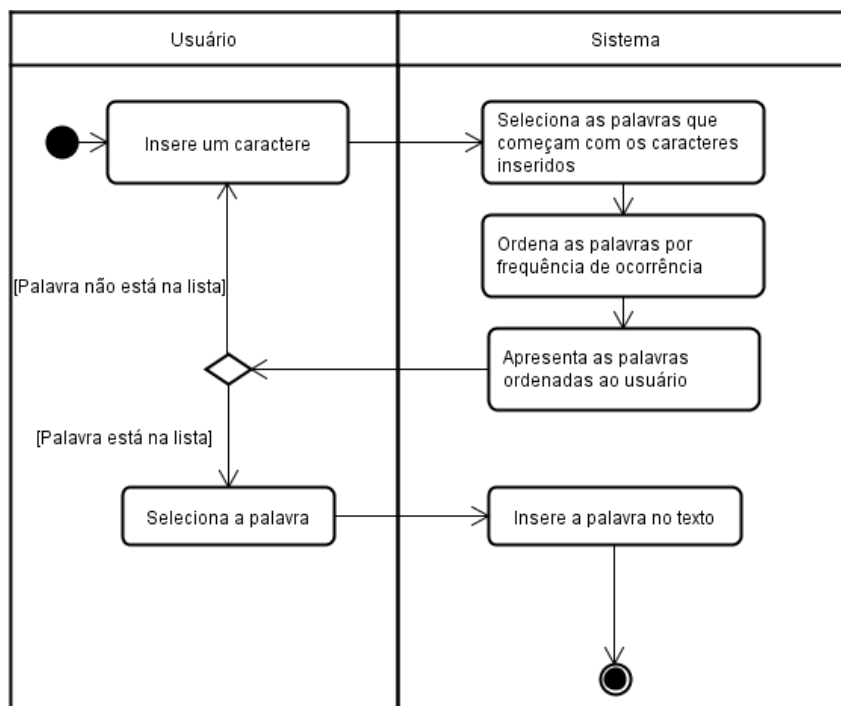 Usuário
Sistema
Insere um caractere
Seleciona as palavras que
começam com os caracteres
inseridos
Ordena as palavras por
frequência de ocorrência
[Palavra não está na lista]
Apresenta as palavras
ordenadas ao usuário
[Palavra está na lista]
Seleciona a palavra
Insere a palavra no texto